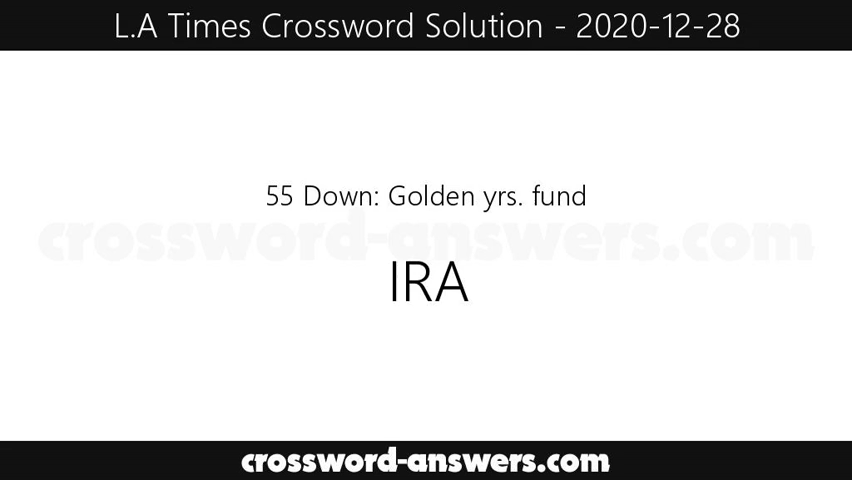 L.A Times Crossword Solution - 2020-12-28
55 Down: Golden yrs. fund
crossword-answers.com
IRA
crossword-answers.com